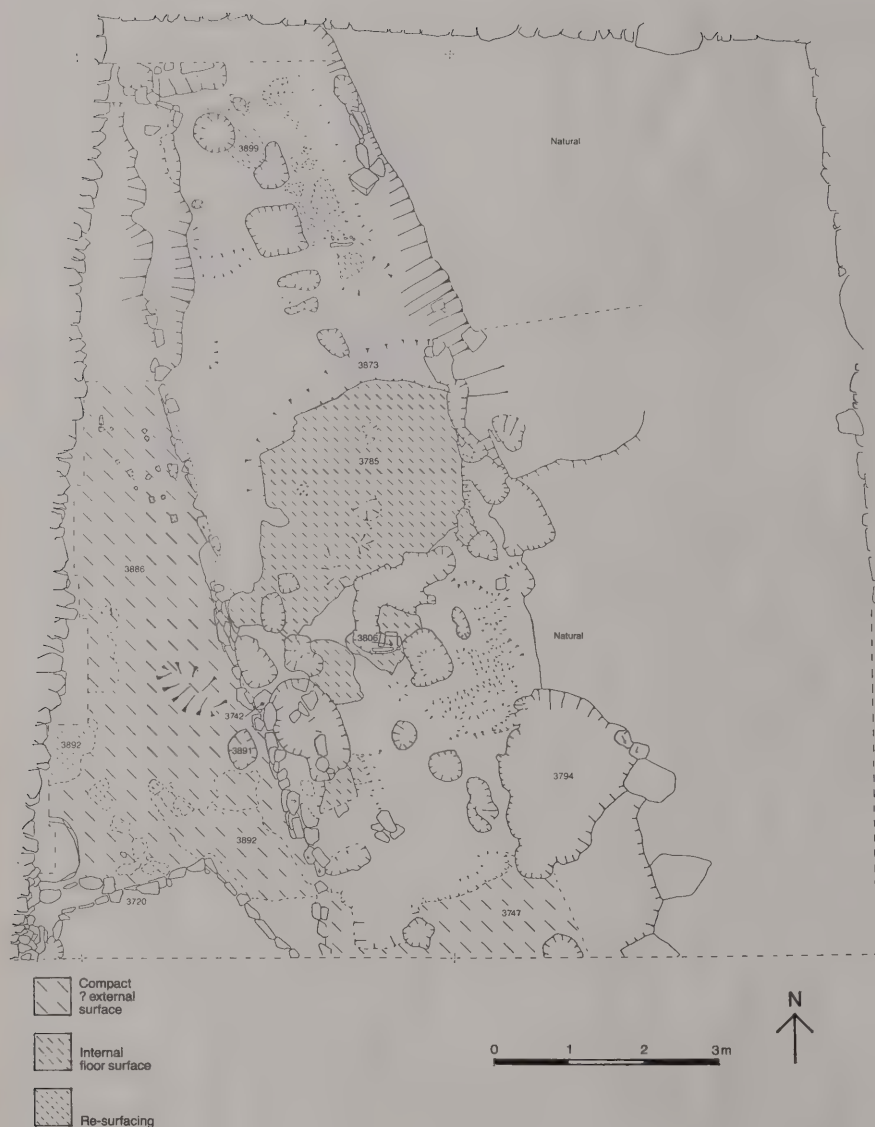 Natural
3899
3873
3785
3886
3806
Natural
3742
3892
3891
3794
3892
3720
3747
Compact
? external
surface
Internal
floor surface
Re-surfacing
N
0 1 2 3m